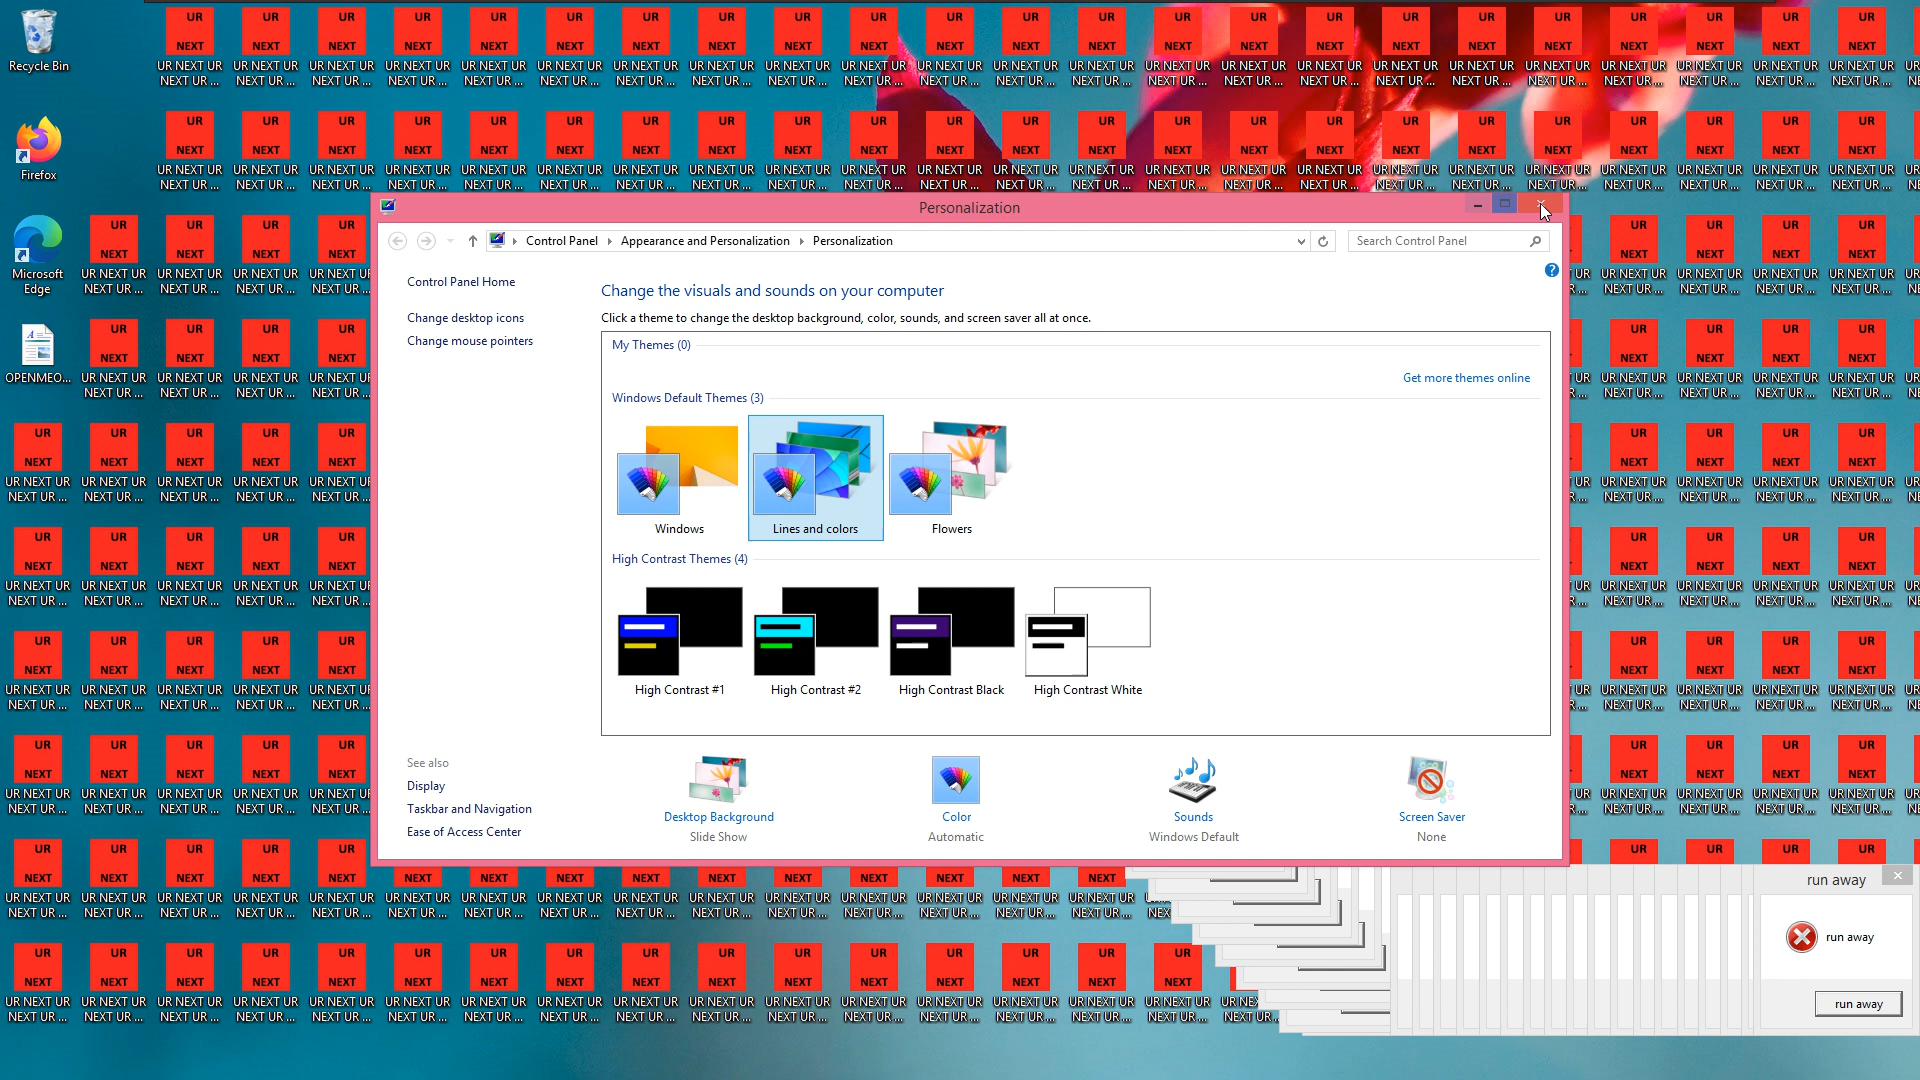 Recycle Bin
Firefox
Microsoft
Edge
OPENMEO...
UR
NEXT
UR NEXT UR
NEXT UR ...
Personalization
Control Panel
Appearance and Personalization
Personalization
Search Control Panel
Control Panel Home
Change desktop icons
Change mouse pointers
Change the visuals and sounds on your computer
Click a theme to change the desktop background, color, sounds, and screen saver all at once.
My Themes (0)
Get more themes online
Windows Default Themes (3)
Windows
Lines and colors
Flowers
High Contrast Themes (4)
High Contrast #1
High Contrast #2
High Contrast Black
High Contrast White
See also
Display
Taskbar and Navigation
Ease of Access Center
Desktop Background
Slide Show
Color
Automatic
Sounds
Windows Default
Screen Saver
None
run away
run away
run away